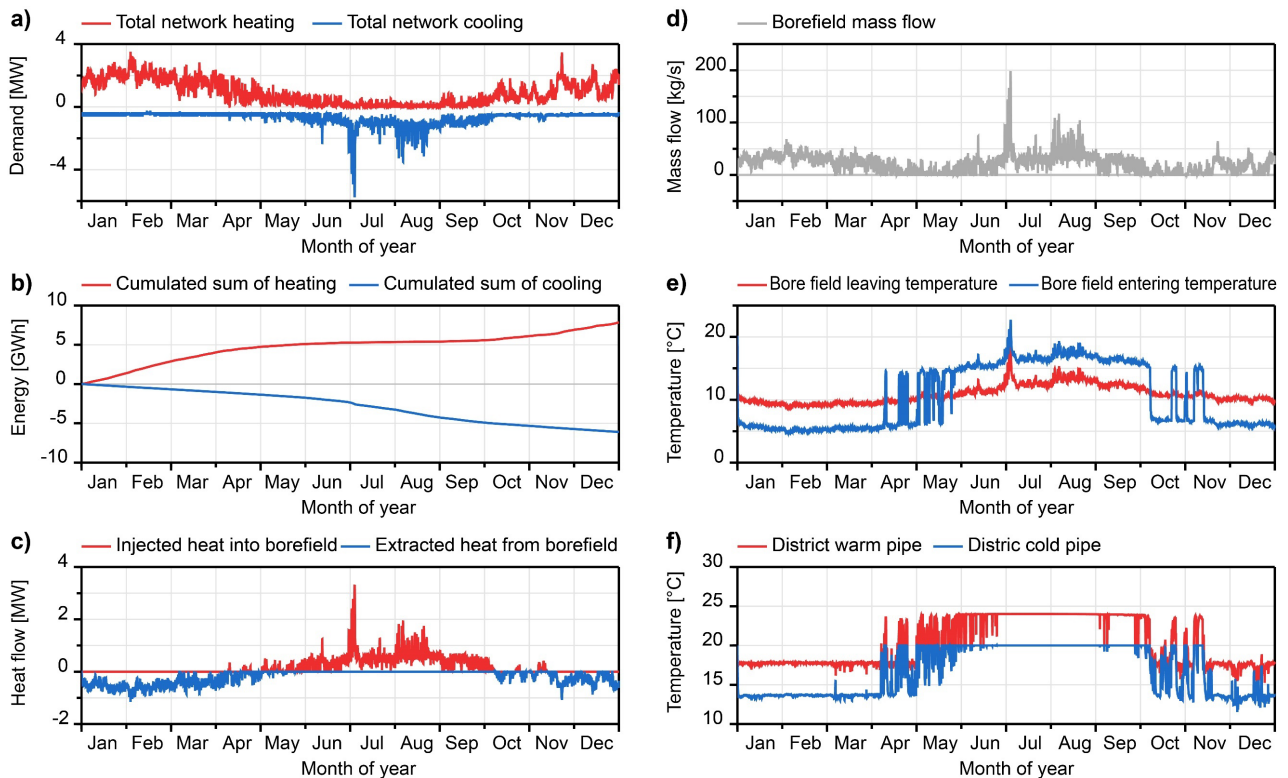 a)
Total network heating
Total network cooling
Demand [MW]
4
0
-4
Jan Feb Mar Apr May Jun Jul Aug Sep Oct Nov Dec
Month of year
b)
Cumulated sum of heating
Cumulated sum of cooling
Energy [GWh]
10
5
0
-5
-10
Jan Feb Mar Apr May Jun Jul Aug Sep Oct Nov Dec
Month of year
c)
Injected heat into borefield
Extracted heat from borefield
Heat flow [MW]
4
2
0
-2
Jan Feb Mar Apr May Jun Jul Aug Sep Oct Nov Dec
Month of year
d)
Borefield mass flow
Mass flow [kg/s]
200
100
0
Jan Feb Mar Apr May Jun Jul Aug Sep Oct Nov Dec
Month of year
e)
Bore field leaving temperature
Bore field entering temperature
Temperature [°C]
20
10
0
Jan Feb Mar Apr May Jun Jul Aug Sep Oct Nov Dec
Month of year
f)
District warm pipe
Distric cold pipe
Temperature [°C]
30
25
20
15
10
Jan Feb Mar Apr May Jun Jul Aug Sep Oct Nov Dec
Month of year